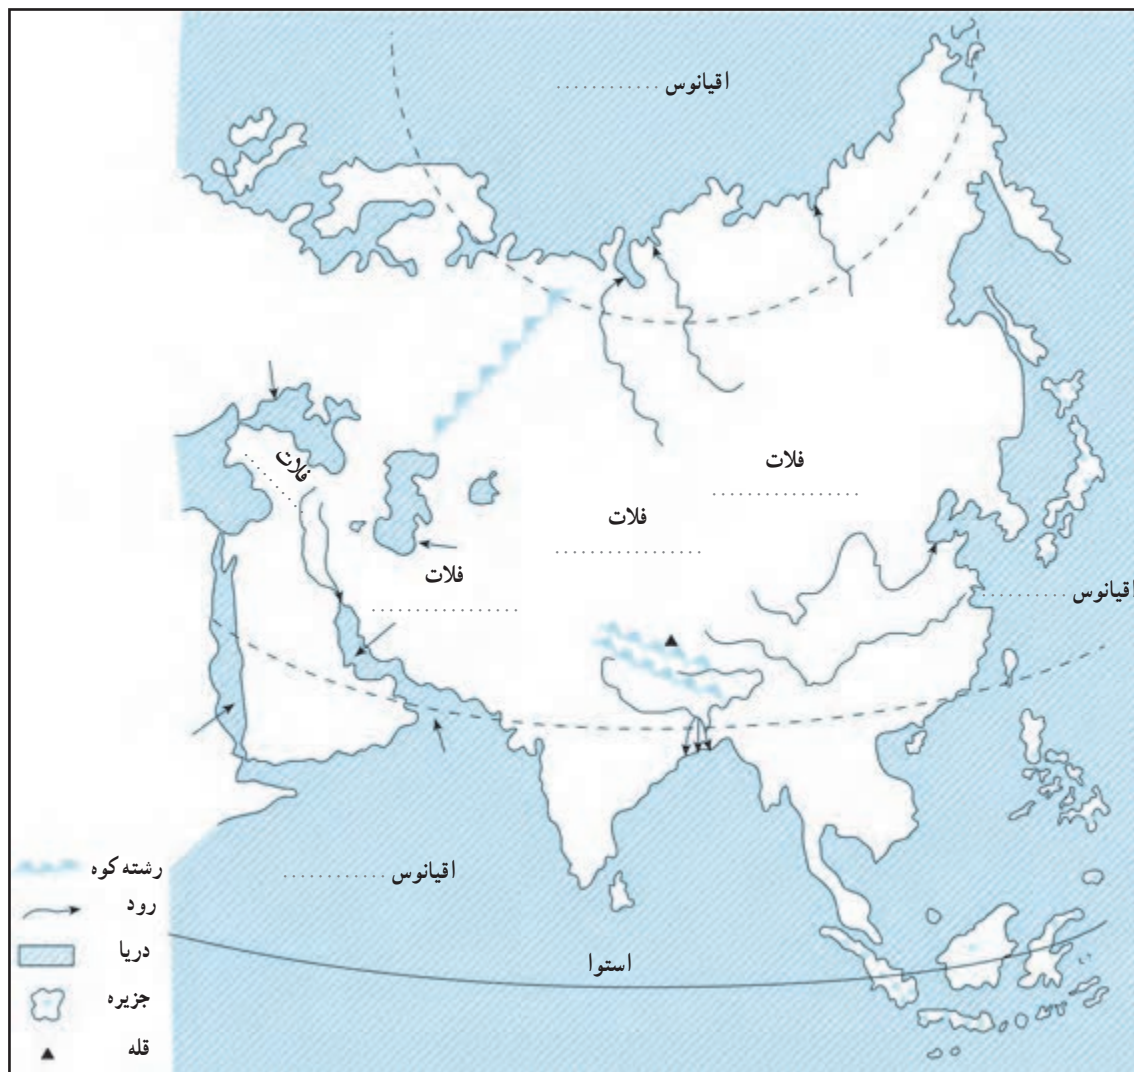 اقیانوس ............
فلات ............
فلات ................
فلات ................
فلات ................
اقیانوس ............
اقیانوس ............
استوا
رشته کوه
رود
دریا
جزیره
قله